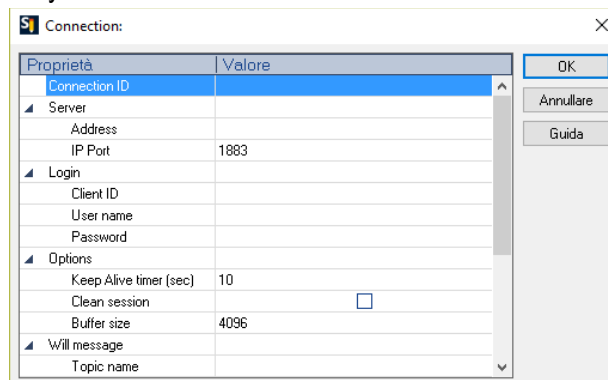 Connection:
Proprietà Valore
Connection ID
Server
Address
IP Port 1883
Login
Client ID
User name
Password
Options
Keep Alive timer (sec) 10
Clean session
Buffer size 4096
Will message
Topic name
OK
Annullare
Guida